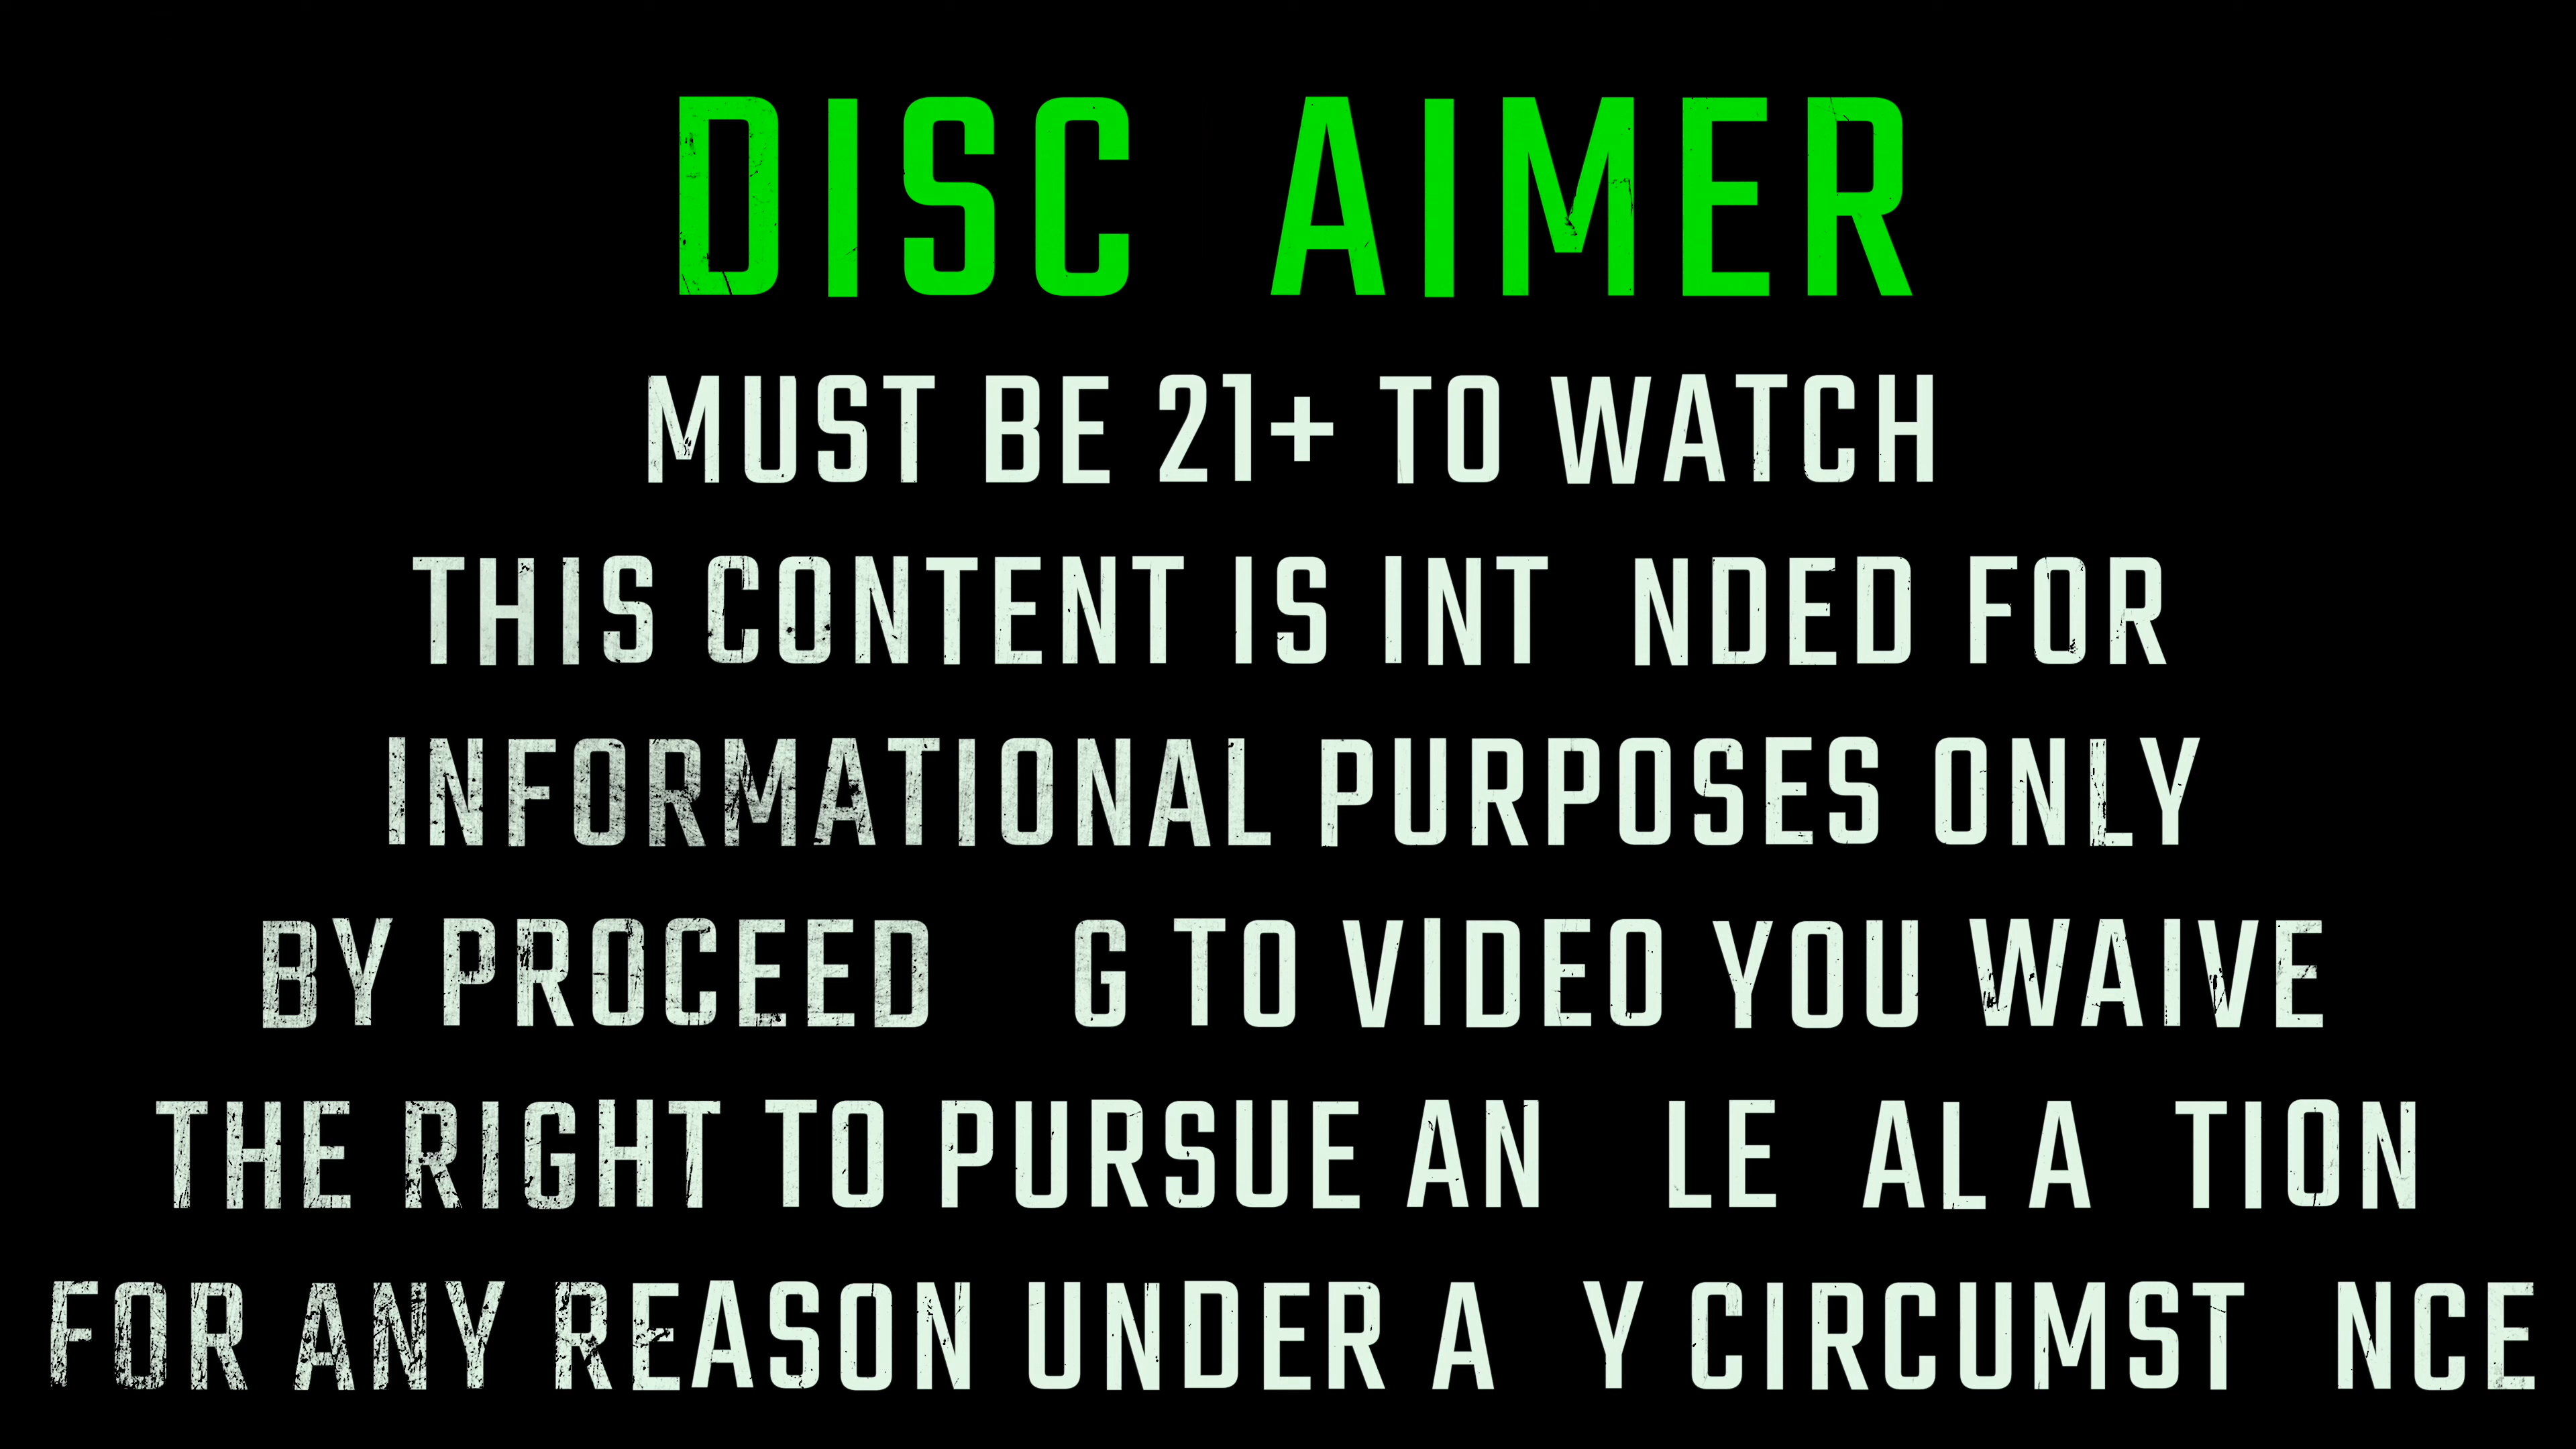 DISC AIMER
MUST BE 21+ TO WATCH
THIS CONTENT IS INT NDED FOR
INFORMATIONAL PURPOSES ONLY
BY PROCEED G TO VIDEO YOU WAIVE
THE RIGHT TO PURSUE AN LE AL A TION
FOR ANY REASON UNDER A Y CIRCUMST NCE